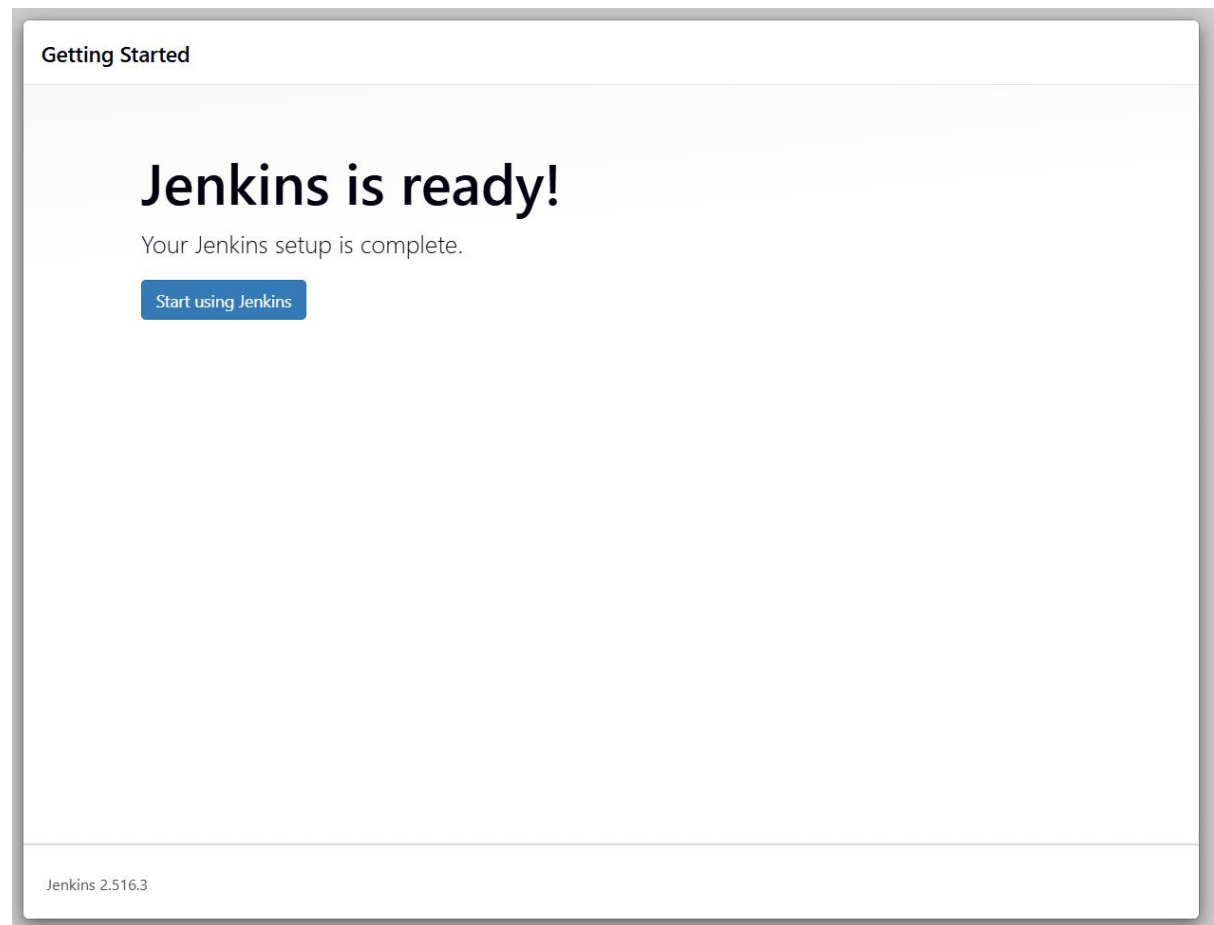 Getting Started
Jenkins is ready!
Your Jenkins setup is complete.
Start using Jenkins
Jenkins 2.516.3